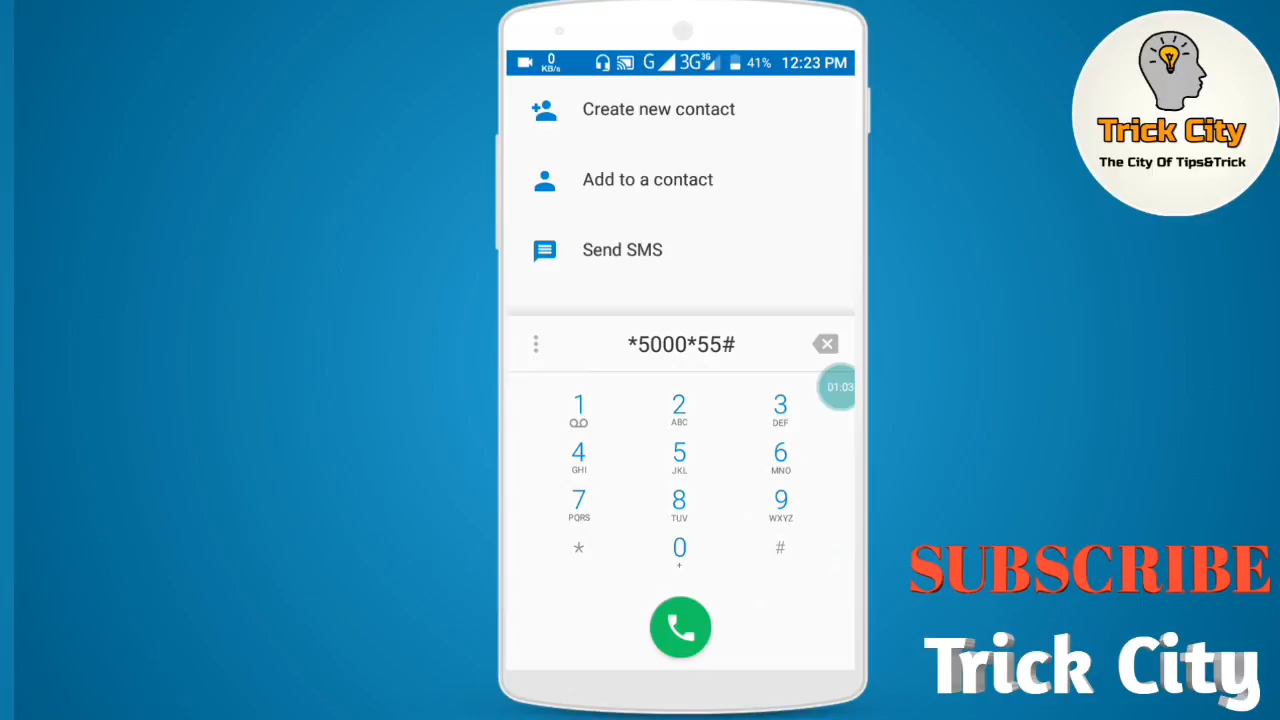 0
KB/s
G
3G
3G
41%
12:23 PM
Create new contact
Add to a contact
Send SMS
*5000*55#
01:03
1
2
ABC
3
DEF
4
GHI
5
JKL
6
MNO
7
PQRS
8
TUV
9
WXYZ
*
0
+
#
Trick City
The City Of Tips&Trick
SUBSCRIBE
Trick City